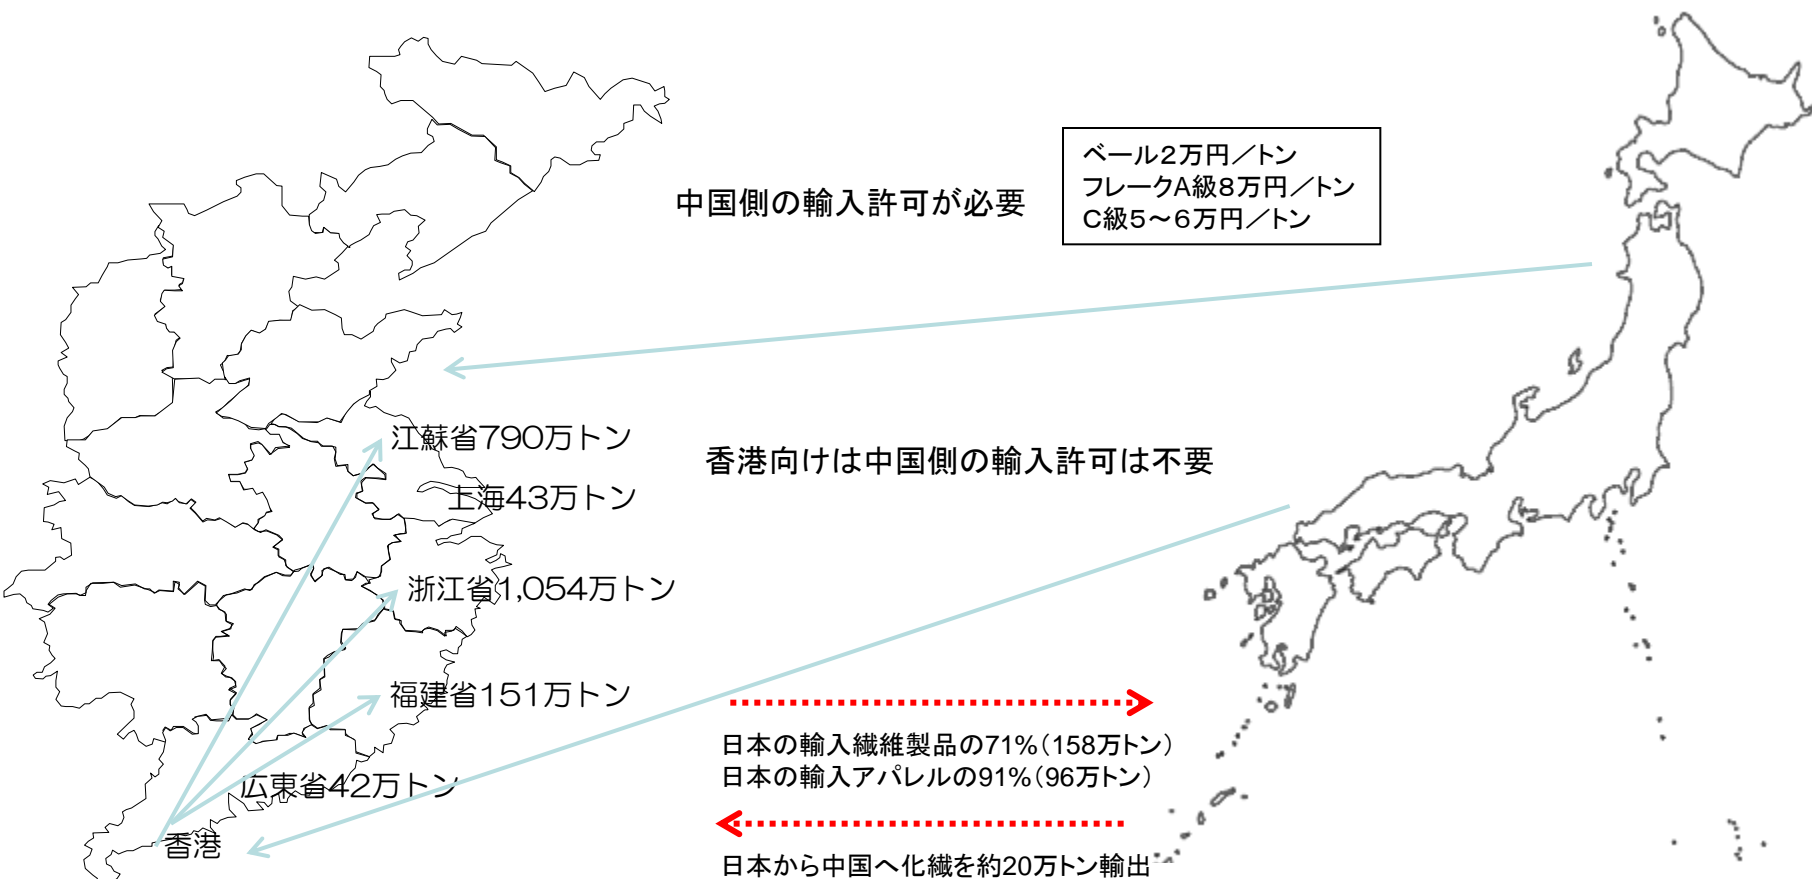 中国側の輸入許可が必要
ベール2万円／トン
フレークA級8万円／トン
C級5～6万円／トン
江蘇省790万トン
香港向けは中国側の輸入許可は不要
上海43万トン
浙江省1,054万トン
福建省151万トン
日本の輸入繊維製品の71%（158万トン）
日本の輸入アパレルの91%（96万トン）
広東省42万トン
香港
日本から中国へ化繊を約20万トン輸出